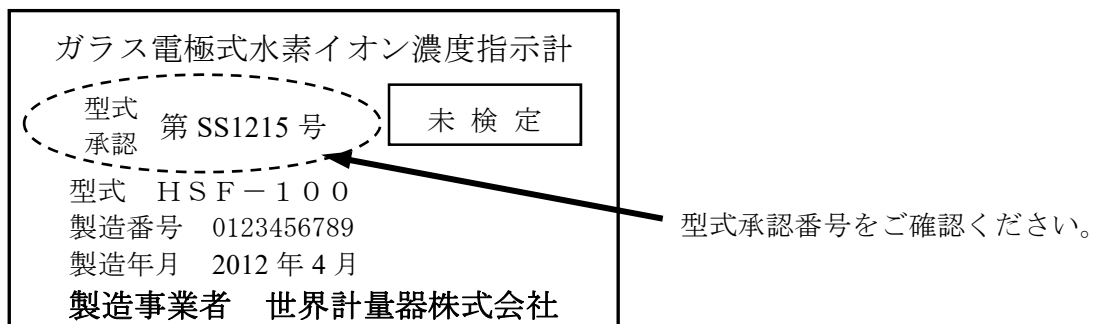 ガラス電極式水素イオン濃度指示計
型式
承認
第 SS1215 号
未 検 定
型式　ＨＳＦ－１００
製造番号　0123456789
製造年月　2012 年 4 月
製造事業者　世界計量器株式会社
型式承認番号をご確認ください。